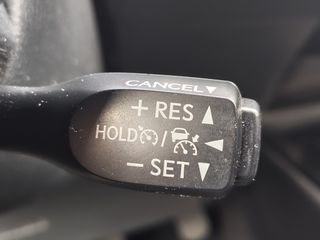 CANCEL ▼
+ RES ▲
HOLD / ◀
− SET ▼